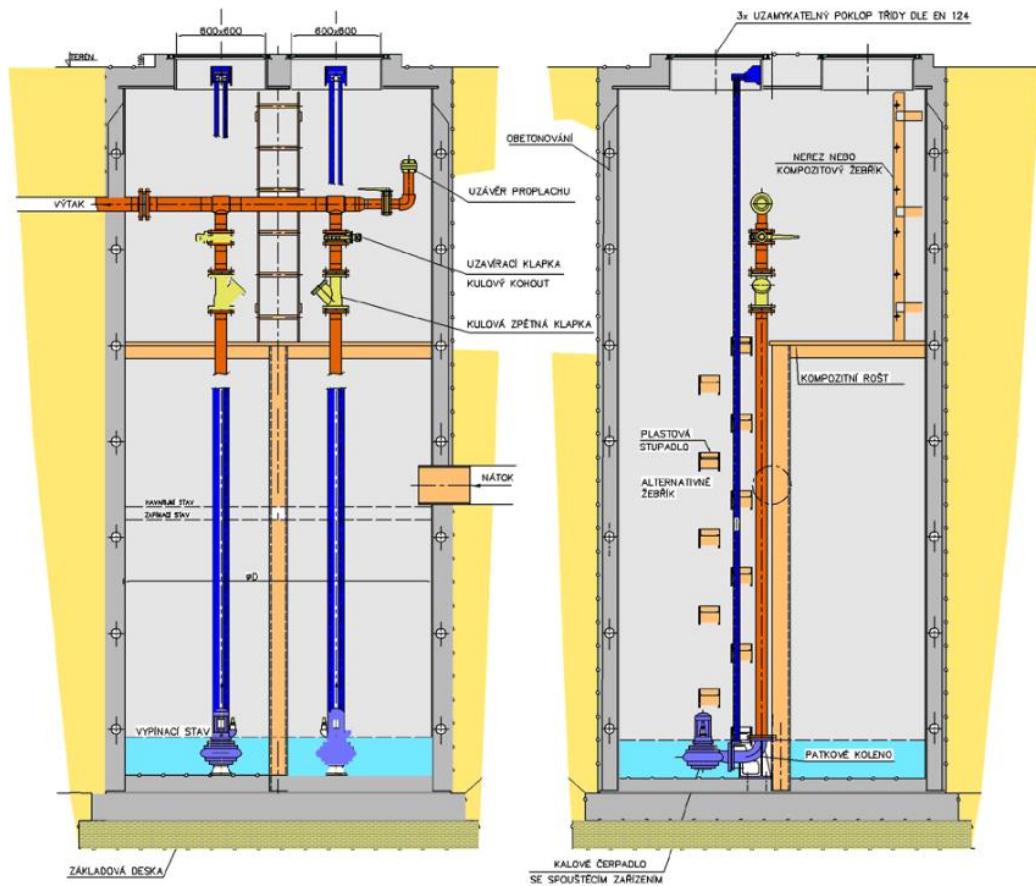 600x600
600x600
3x UZAMYKATELNÝ POKLOP TŘÍDY DLE EN 124
TERÉN
OBETONOVÁNÍ
NEREZ NEBO
KOMPOZITOVÝ ŽEBŘÍK
UZÁVĚR PROPLACHU
VÝTAK
UZAVÍRACÍ KLAPKA
KULOVÝ KOHOUT
KULOVÁ ZPĚTNÁ KLAPKA
KOMPOZITNÍ ROŠT
PLASTOVÁ
STUPADLO
ALTERNATIVNĚ
ŽEBŘÍK
NÁTOK
HAVARIJNÍ STAV
ZAPÍNACÍ STAV
øD
VYPÍNACÍ STAV
PATKOVÉ KOLENO
ZÁKLADOVÁ DESKA
KALOVÉ ČERPADLO
SE SPOUŠTĚCÍM ZAŘÍZENÍM